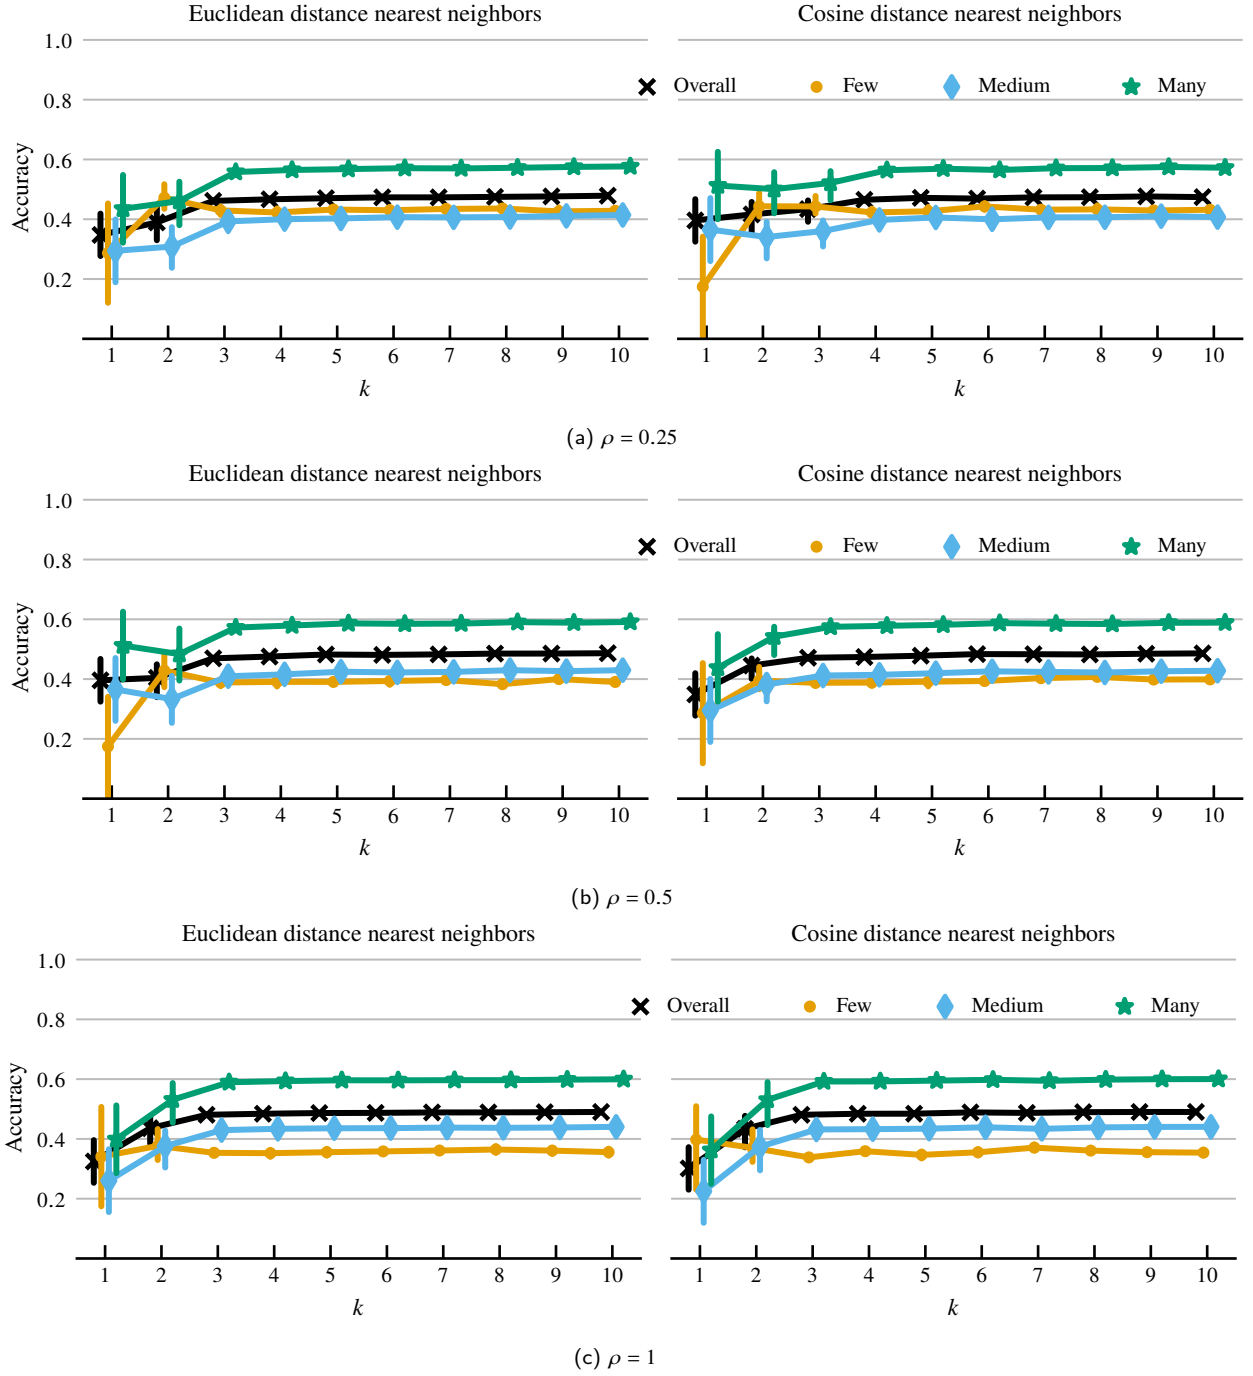 Euclidean distance nearest neighbors
Cosine distance nearest neighbors
1.0
Overall Few Medium Many
0.8
0.6
Accuracy
0.4
0.2
1 2 3 4 5 6 7 8 9 10
1 2 3 4 5 6 7 8 9 10
k
k
(a) ρ = 0.25
Euclidean distance nearest neighbors
Cosine distance nearest neighbors
1.0
Overall Few Medium Many
0.8
0.6
Accuracy
0.4
0.2
1 2 3 4 5 6 7 8 9 10
1 2 3 4 5 6 7 8 9 10
k
k
(b) ρ = 0.5
Euclidean distance nearest neighbors
Cosine distance nearest neighbors
1.0
Overall Few Medium Many
0.8
0.6
Accuracy
0.4
0.2
1 2 3 4 5 6 7 8 9 10
1 2 3 4 5 6 7 8 9 10
k
k
(c) ρ = 1